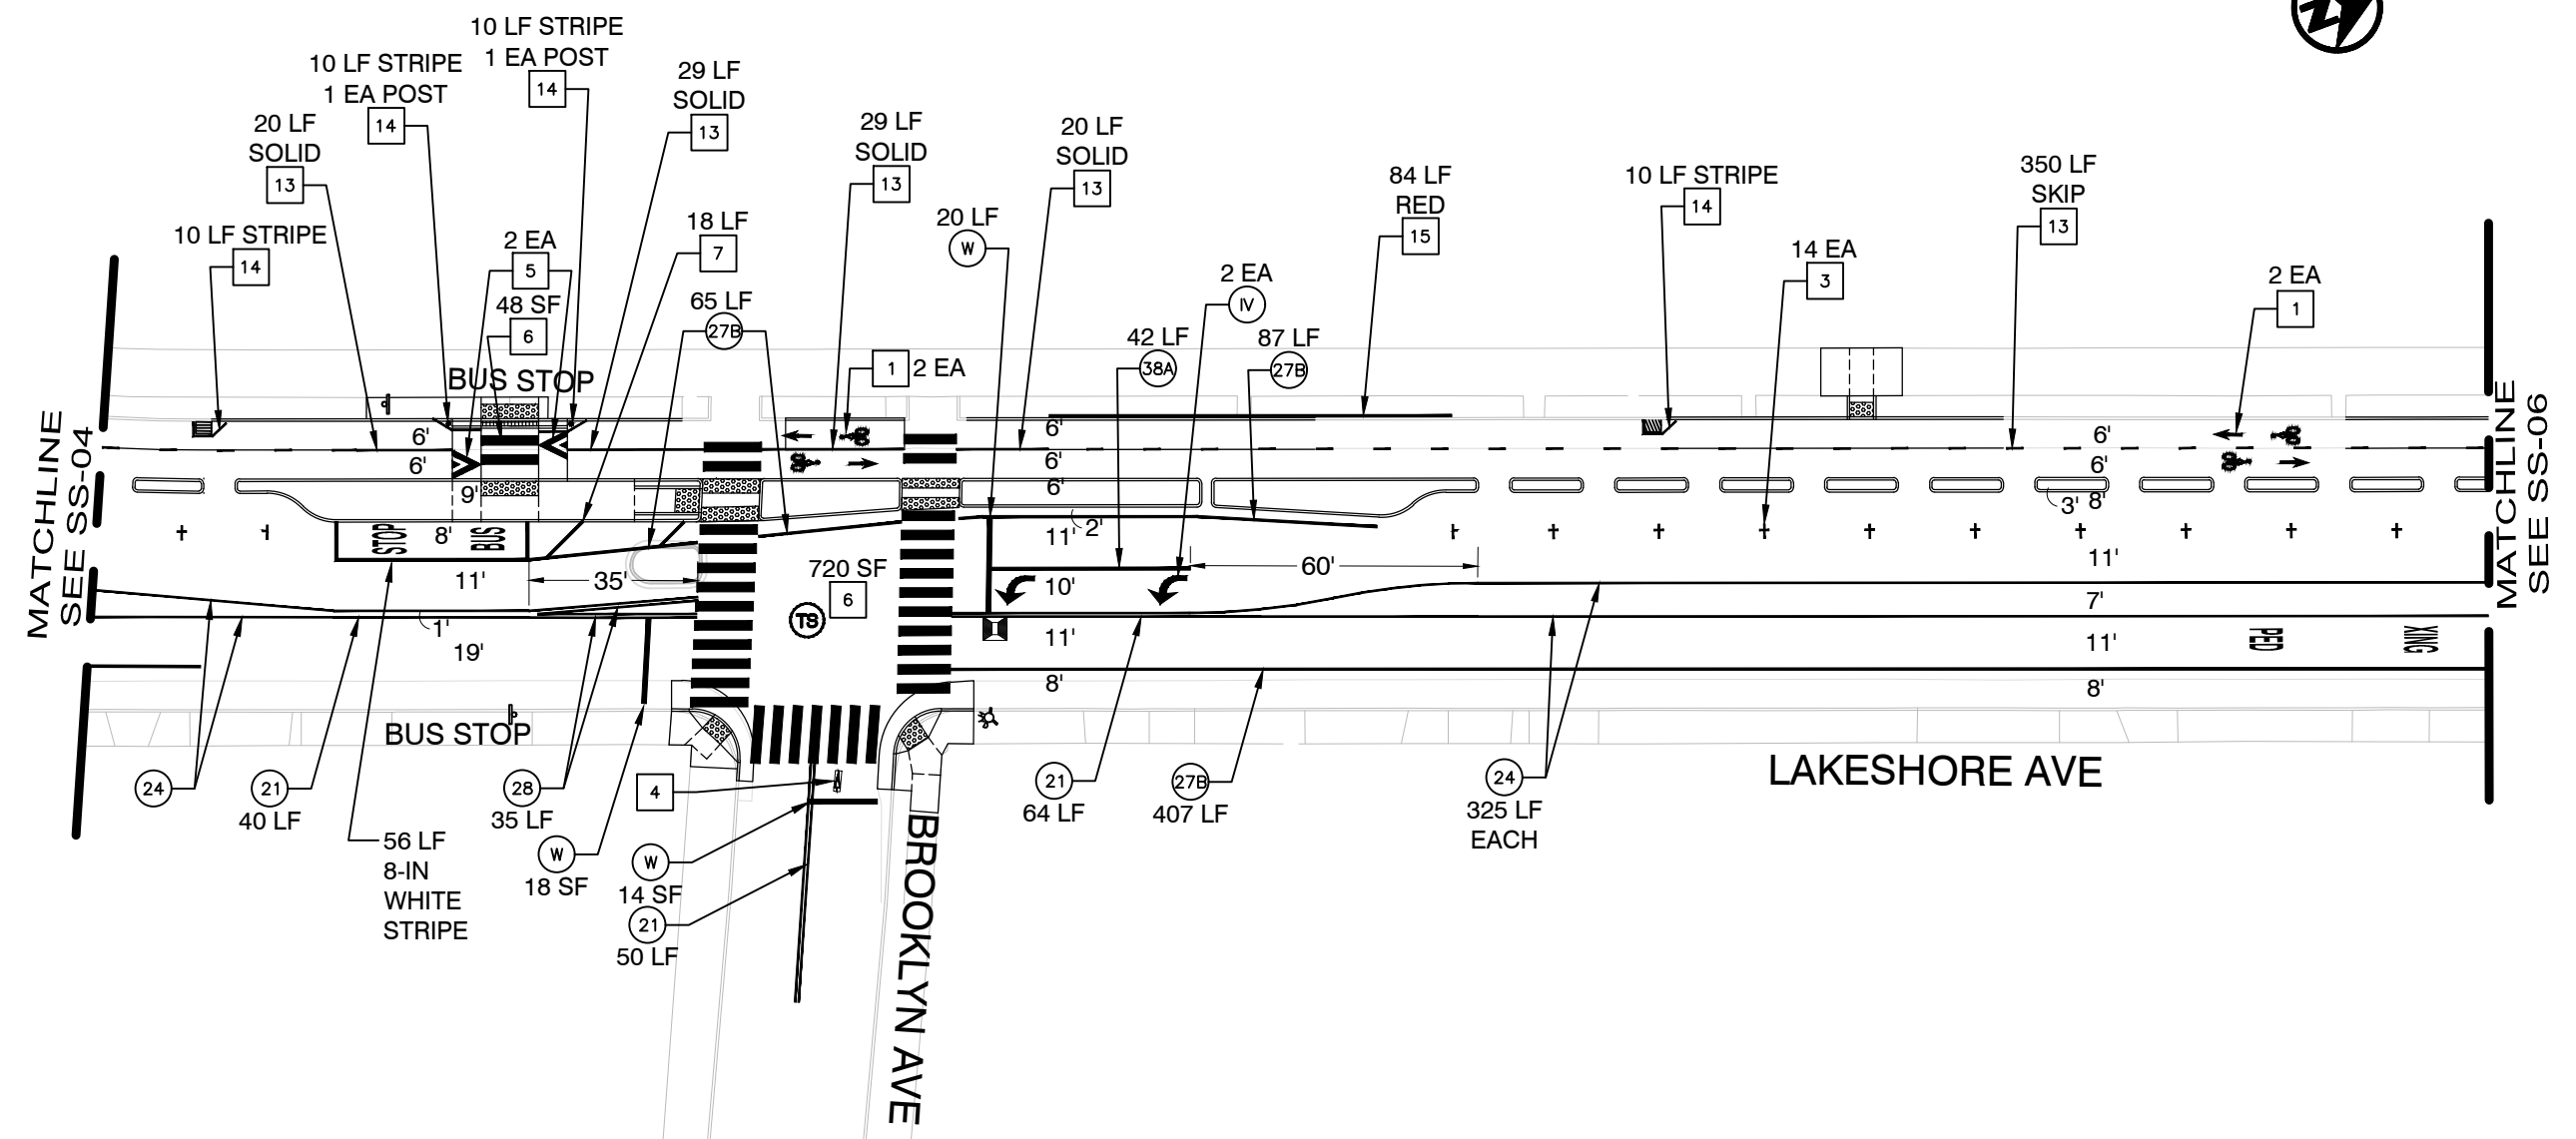 10 LF STRIPE
1 EA POST
14
10 LF STRIPE
1 EA POST
14
29 LF
SOLID
13
20 LF
SOLID
13
29 LF
SOLID
13
20 LF
SOLID
13
84 LF
RED
15
10 LF STRIPE
14
350 LF
SKIP
13
10 LF STRIPE
14
2 EA
5
48 SF
6
18 LF
7
65 LF
27B
20 LF
W
2 EA
IV
14 EA
3
2 EA
1
42 LF
38A
87 LF
27B
1 2 EA
BUS STOP
MATCHLINE
SEE SS-04
6'
6'
9'
8'
STOP
BUS
11'
35'
1'
19'
720 SF
6
TS
6'
6'
6'
2'
11'
10'
60'
11'
8'
6'
6'
3'
8'
11'
7'
11'
8'
PED
XING
MATCHLINE
SEE SS-06
BUS STOP
LAKESHORE AVE
24
21
40 LF
28
35 LF
4
21
64 LF
27B
407 LF
24
325 LF
EACH
56 LF
8-IN
WHITE
STRIPE
W
18 SF
W
14 SF
21
50 LF
BROOKLYN AVE